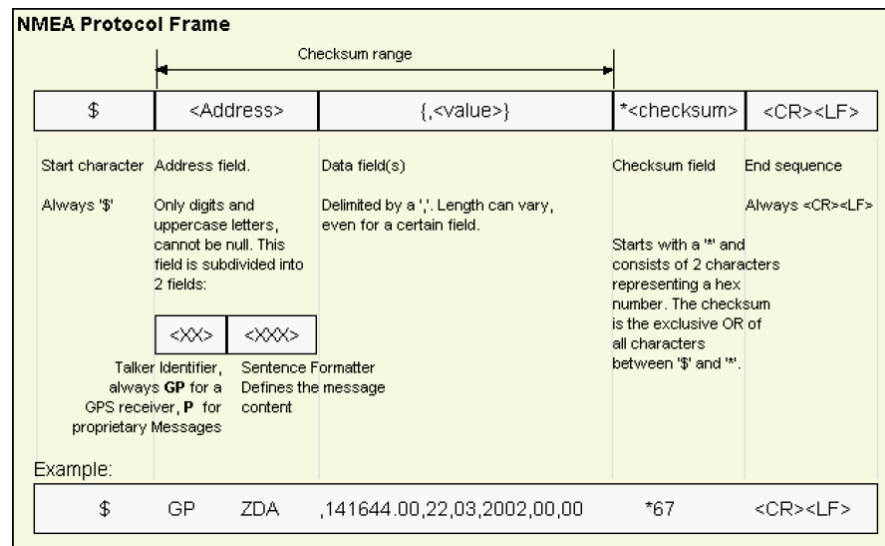 NMEA Protocol Frame
Checksum range
$ <Address> {,<value>} *<checksum> <CR><LF>
Start character
Always '$'
Address field.
Only digits and
uppercase letters,
cannot be null. This
field is subdivided into
2 fields:
<XX> <XXX>
Talker Identifier,
always GP for a
GPS receiver, P for
proprietary Messages
Sentence Formatter
Defines the message
content
Data field(s)
Delimited by a ','. Length can vary,
even for a certain field.
Checksum field
Starts with a '*' and
consists of 2 characters
representing a hex
number. The checksum
is the exclusive OR of
all characters
between '$' and '*'.
End sequence
Always <CR><LF>
Example:
$ GP ZDA ,141644.00,22,03,2002,00,00 *67 <CR><LF>